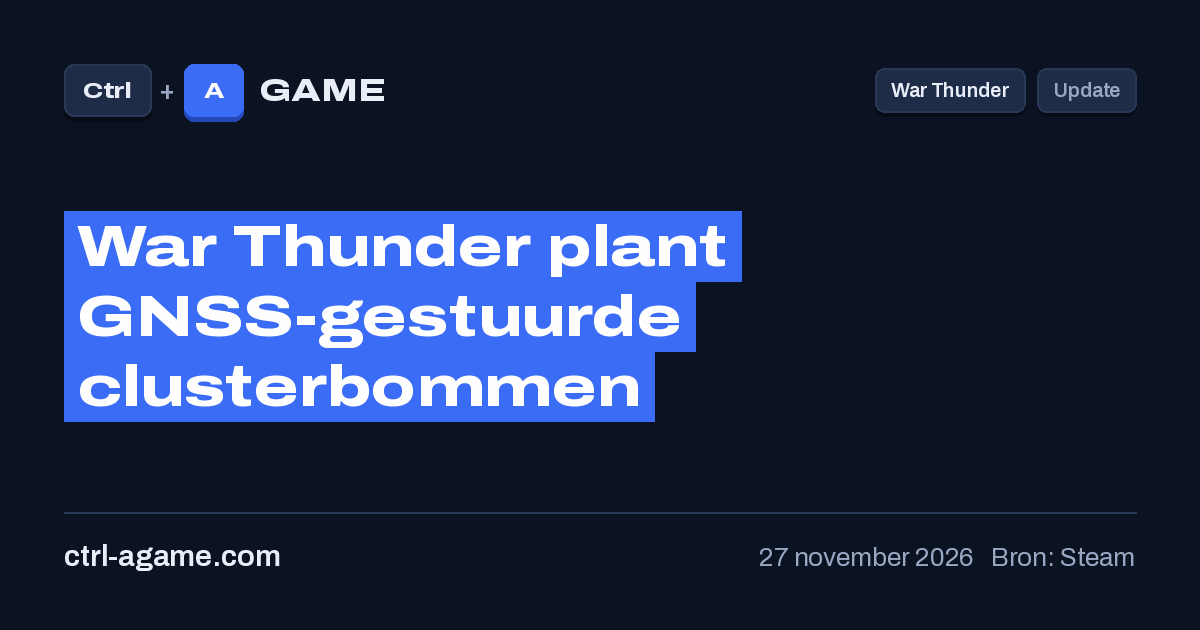 Ctrl + A GAME
War Thunder Update
War Thunder plant
GNSS-gestuurde
clusterbommen
ctrl-agame.com
27 november 2026 Bron: Steam